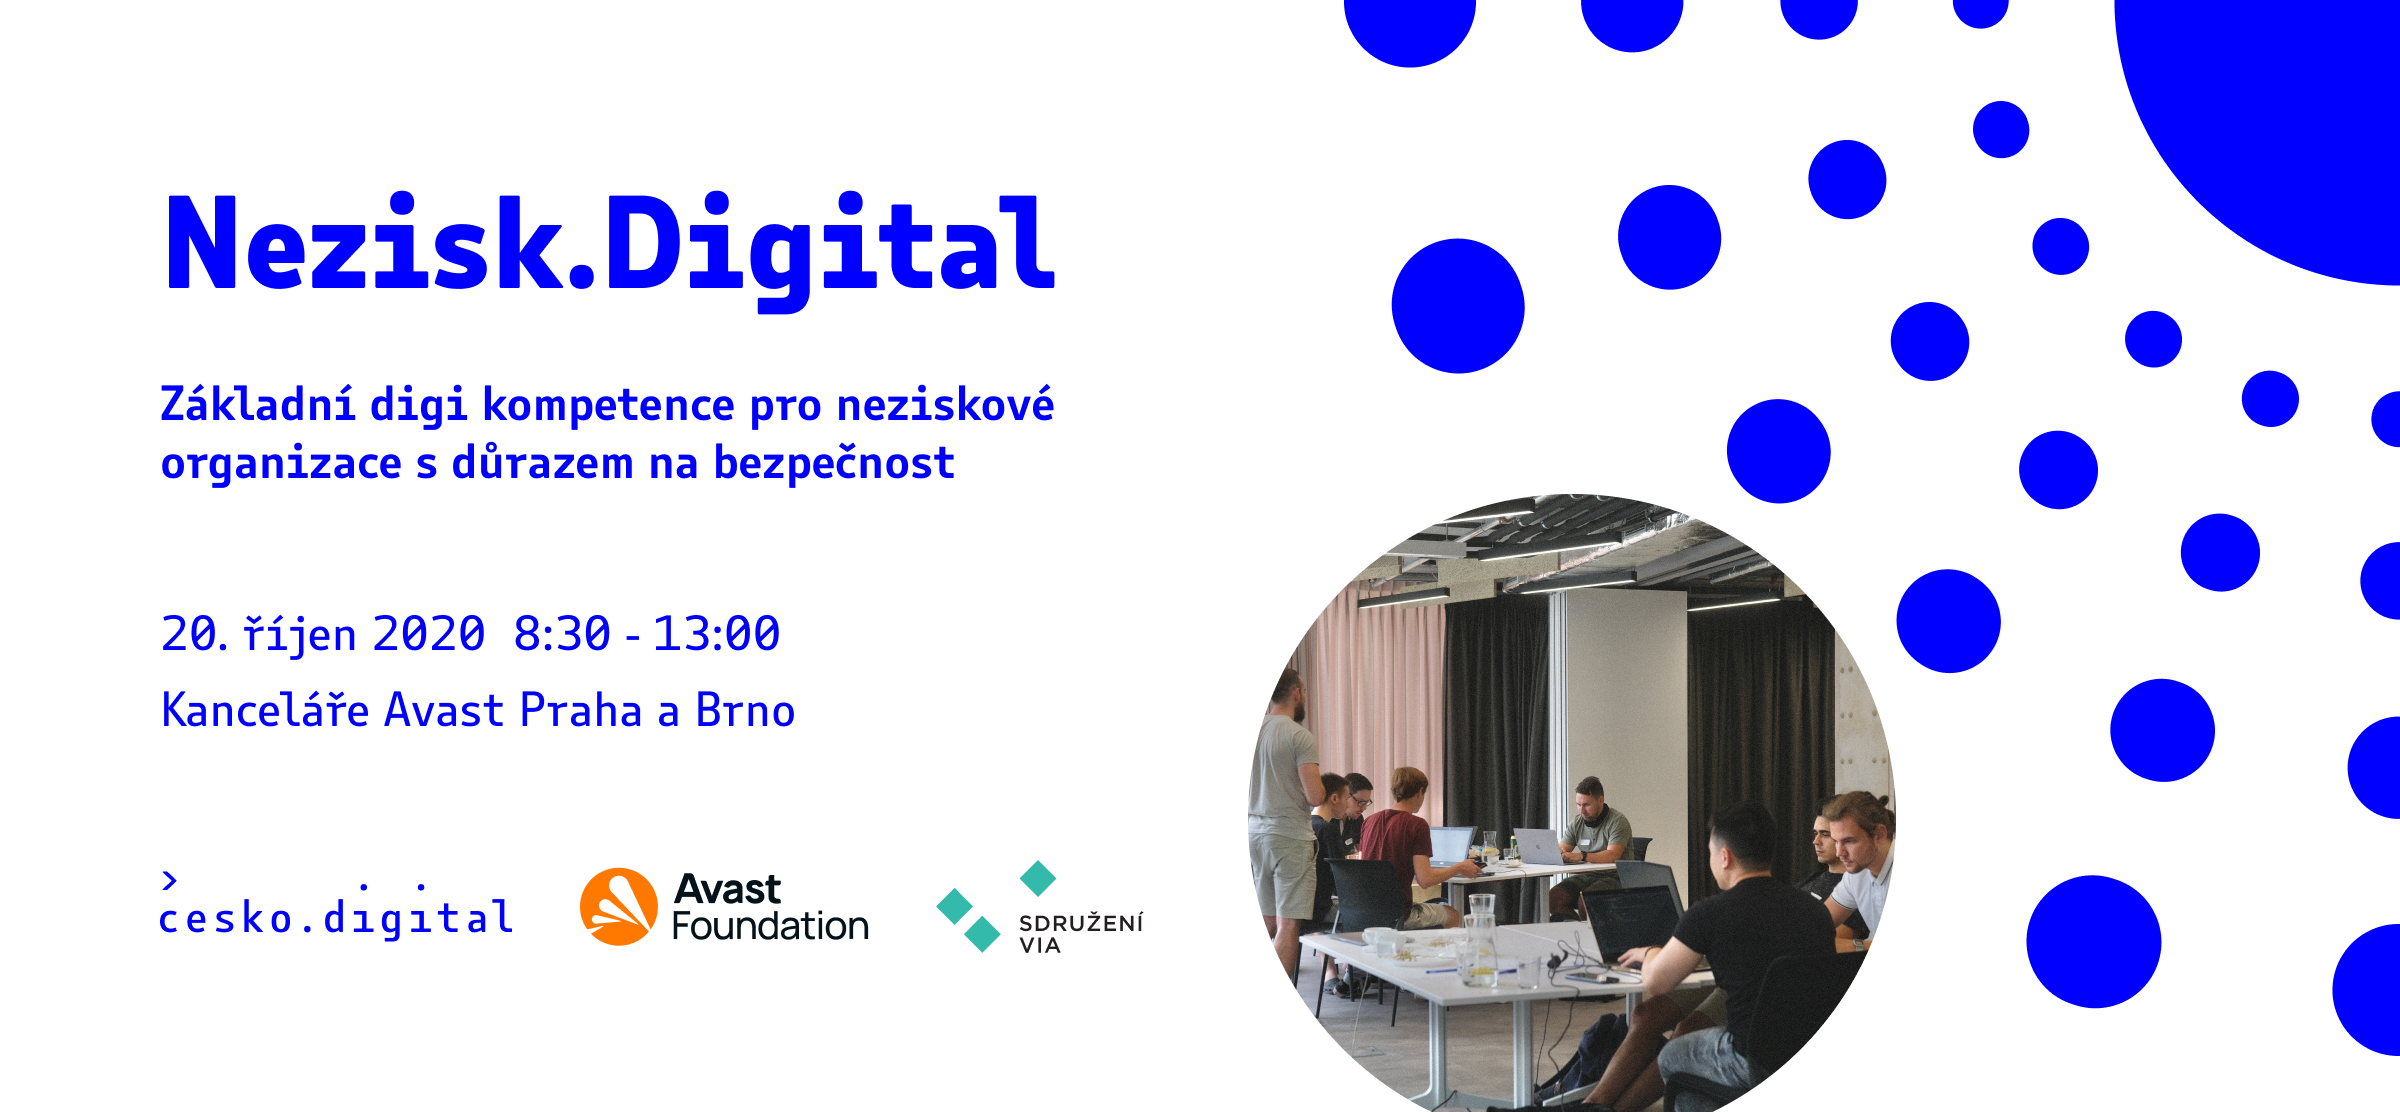 Nezisk.Digital
Základní digi kompetence pro neziskové
organizace s důrazem na bezpečnost
20. říjen 2020 8:30 - 13:00
Kanceláře Avast Praha a Brno
>
cesko.digital
Avast
Foundation
SDRUŽENÍ
VIA